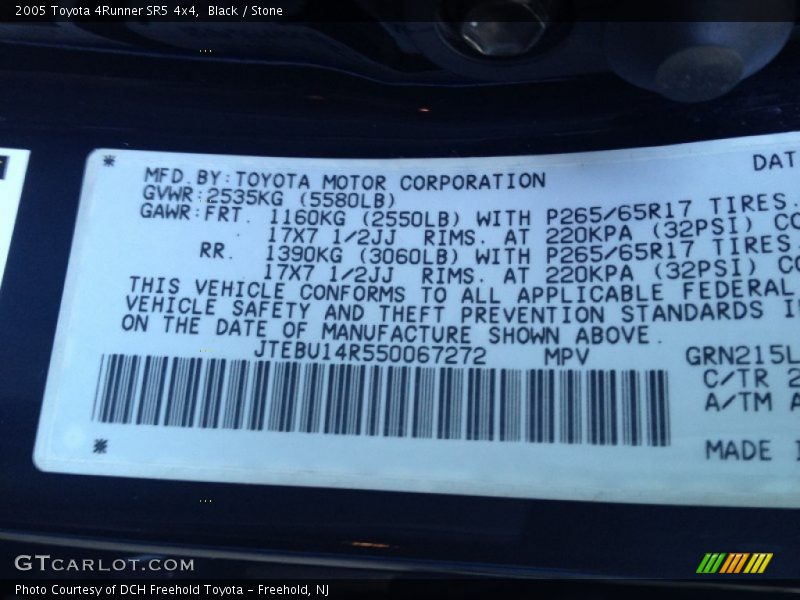 2005 Toyota 4Runner SR5 4x4, Black / Stone
DAT
MFD.BY:TOYOTA MOTOR CORPORATION
GVWR:2535KG (5580LB)
GAWR:FRT. 1160KG (2550LB) WITH P265/65R17 TIRES.
17X7 1/2JJ RIMS. AT 220KPA (32PSI) CO
RR. 1390KG (3060LB) WITH P265/65R17 TIRES.
17X7 1/2JJ RIMS. AT 220KPA (32PSI) CO
THIS VEHICLE CONFORMS TO ALL APPLICABLE FEDERAL
VEHICLE SAFETY AND THEFT PREVENTION STANDARDS I
ON THE DATE OF MANUFACTURE SHOWN ABOVE.
JTEBU14R550067272 MPV GRN215L
C/TR 2
A/TM A
MADE I
GTCARLOT.COM
Photo Courtesy of DCH Freehold Toyota - Freehold, NJ